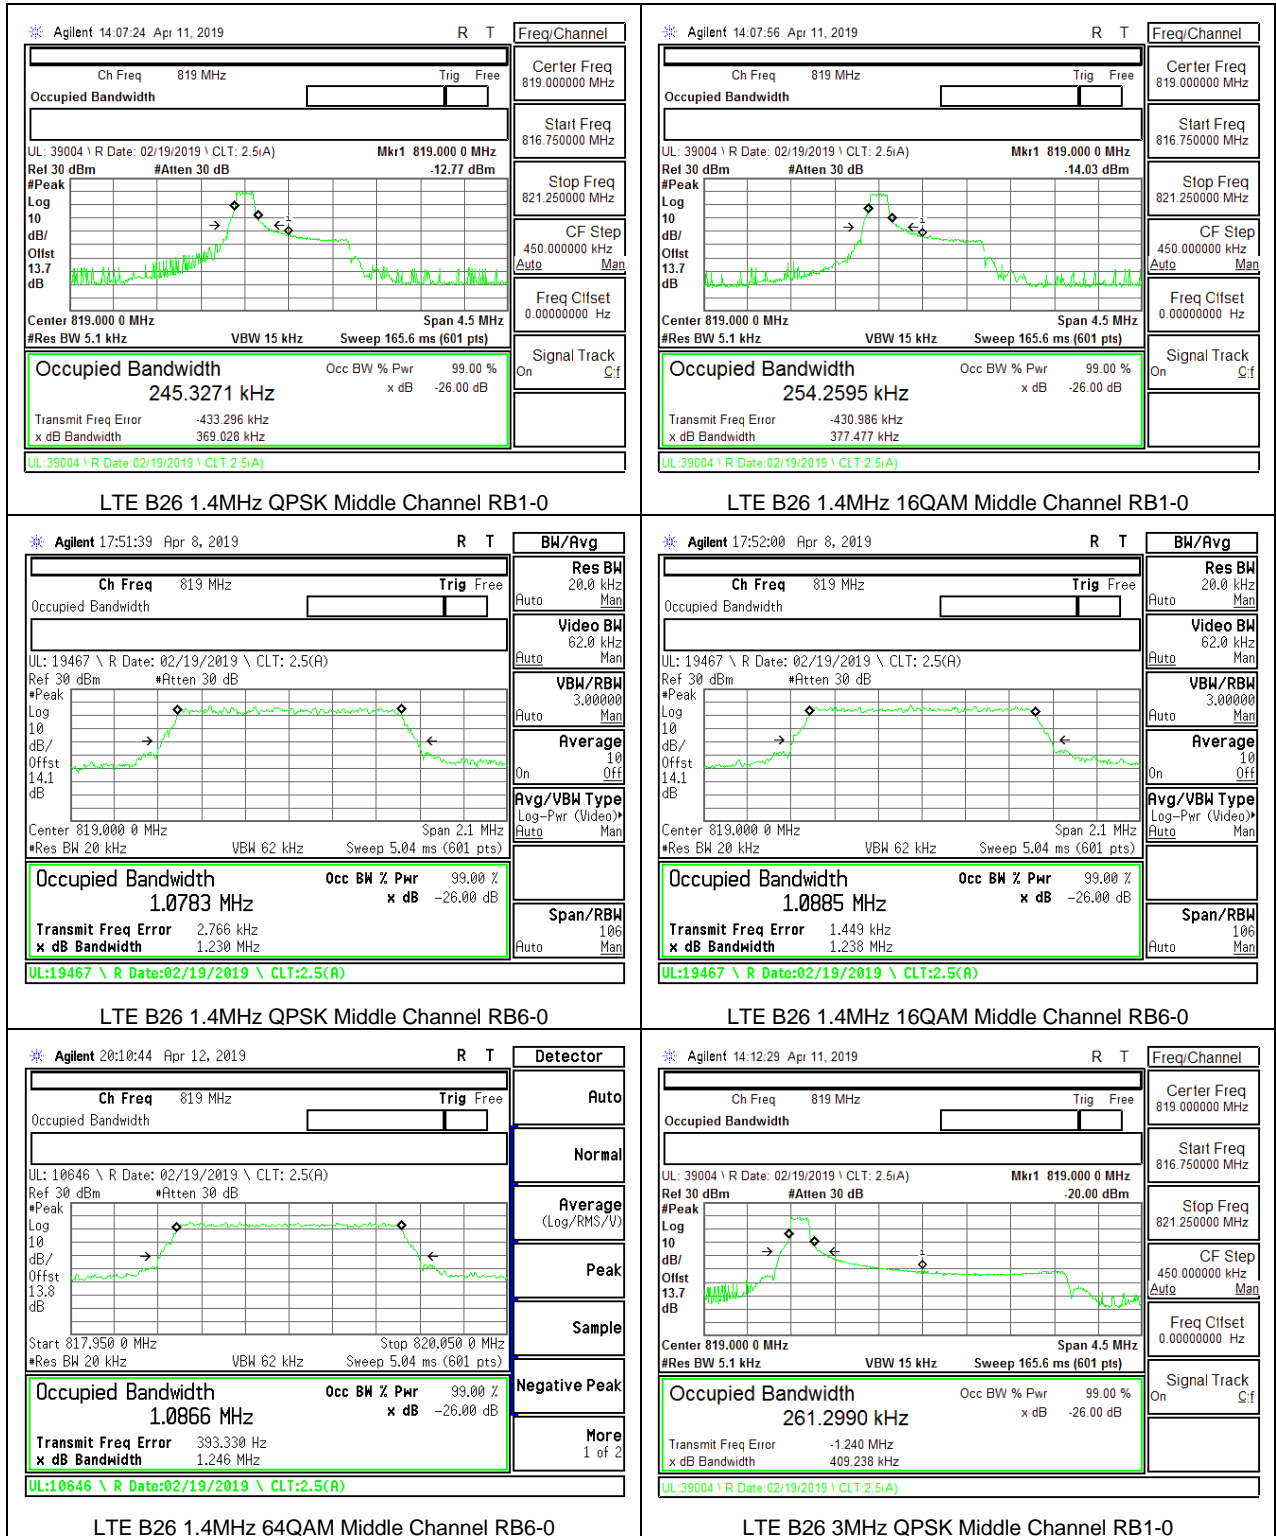 Agilent 14:07:24 Apr 11, 2019 R T
Freq/Channel
Ch Freq 819 MHz Trig Free
Occupied Bandwidth
Center Freq
819.000000 MHz
Start Freq
816.750000 MHz
Stop Freq
821.250000 MHz
CF Step
450.000000 kHz
Auto Man
Freq Offset
0.00000000 Hz
Signal Track
On Off
UL: 39004 \ R Date: 02/19/2019 \ CLT: 2.5(A) Mkr1 819.000 0 MHz
Ref 30 dBm #Atten 30 dB -12.77 dBm
#Peak
Log
10
dB/
Offst
13.7
dB
1
Center 819.000 0 MHz Span 4.5 MHz
#Res BW 5.1 kHz VBW 15 kHz Sweep 165.6 ms (601 pts)
Occupied Bandwidth Occ BW % Pwr 99.00 %
245.3271 kHz x dB -26.00 dB
Transmit Freq Error -433.296 kHz
x dB Bandwidth 369.028 kHz
UL:39004 \ R Date:02/19/2019 \ CLT:2.5(A)
LTE B26 1.4MHz QPSK Middle Channel RB1-0
Agilent 14:07:56 Apr 11, 2019 R T
Freq/Channel
Ch Freq 819 MHz Trig Free
Occupied Bandwidth
Center Freq
819.000000 MHz
Start Freq
816.750000 MHz
Stop Freq
821.250000 MHz
CF Step
450.000000 kHz
Auto Man
Freq Offset
0.00000000 Hz
Signal Track
On Off
UL: 39004 \ R Date: 02/19/2019 \ CLT: 2.5(A) Mkr1 819.000 0 MHz
Ref 30 dBm #Atten 30 dB -14.03 dBm
#Peak
Log
10
dB/
Offst
13.7
dB
1
Center 819.000 0 MHz Span 4.5 MHz
#Res BW 5.1 kHz VBW 15 kHz Sweep 165.6 ms (601 pts)
Occupied Bandwidth Occ BW % Pwr 99.00 %
254.2595 kHz x dB -26.00 dB
Transmit Freq Error -430.986 kHz
x dB Bandwidth 377.477 kHz
UL:39004 \ R Date:02/19/2019 \ CLT:2.5(A)
LTE B26 1.4MHz 16QAM Middle Channel RB1-0
Agilent 17:51:39 Apr 8, 2019 R T
BW/Avg
Ch Freq 819 MHz Trig Free
Occupied Bandwidth
Res BW
20.0 kHz
Auto Man
Video BW
62.0 kHz
Auto Man
VBW/RBW
3.00000
Auto Man
Average
10
On Off
Avg/VBW Type
Log-Pwr (Video)
Auto Man
Span/RBW
106
Auto Man
UL: 19467 \ R Date: 02/19/2019 \ CLT: 2.5(A)
Ref 30 dBm #Atten 30 dB
#Peak
Log
10
dB/
Offst
14.1
dB
Center 819.000 0 MHz Span 2.1 MHz
#Res BW 20 kHz VBW 62 kHz Sweep 5.04 ms (601 pts)
Occupied Bandwidth Occ BW % Pwr 99.00 %
1.0783 MHz x dB -26.00 dB
Transmit Freq Error 2.766 kHz
x dB Bandwidth 1.230 MHz
UL:19467 \ R Date:02/19/2019 \ CLT:2.5(A)
LTE B26 1.4MHz QPSK Middle Channel RB6-0
Agilent 17:52:00 Apr 8, 2019 R T
BW/Avg
Ch Freq 819 MHz Trig Free
Occupied Bandwidth
Res BW
20.0 kHz
Auto Man
Video BW
62.0 kHz
Auto Man
VBW/RBW
3.00000
Auto Man
Average
10
On Off
Avg/VBW Type
Log-Pwr (Video)
Auto Man
Span/RBW
106
Auto Man
UL: 19467 \ R Date: 02/19/2019 \ CLT: 2.5(A)
Ref 30 dBm #Atten 30 dB
#Peak
Log
10
dB/
Offst
14.1
dB
Center 819.000 0 MHz Span 2.1 MHz
#Res BW 20 kHz VBW 62 kHz Sweep 5.04 ms (601 pts)
Occupied Bandwidth Occ BW % Pwr 99.00 %
1.0885 MHz x dB -26.00 dB
Transmit Freq Error 1.449 kHz
x dB Bandwidth 1.238 MHz
UL:19467 \ R Date:02/19/2019 \ CLT:2.5(A)
LTE B26 1.4MHz 16QAM Middle Channel RB6-0
Agilent 20:10:44 Apr 12, 2019 R T
Detector
Ch Freq 819 MHz Trig Free
Occupied Bandwidth
Auto
Normal
Average
(Log/RMS/V)
Peak
Sample
Negative Peak
More
1 of 2
UL: 10646 \ R Date: 02/19/2019 \ CLT: 2.5(A)
Ref 30 dBm #Atten 30 dB
#Peak
Log
10
dB/
Offst
13.8
dB
Start 817.950 0 MHz Stop 820.050 0 MHz
#Res BW 20 kHz VBW 62 kHz Sweep 5.04 ms (601 pts)
Occupied Bandwidth Occ BW % Pwr 99.00 %
1.0866 MHz x dB -26.00 dB
Transmit Freq Error 393.330 Hz
x dB Bandwidth 1.246 MHz
UL:10646 \ R Date:02/19/2019 \ CLT:2.5(A)
LTE B26 1.4MHz 64QAM Middle Channel RB6-0
Agilent 14:12:29 Apr 11, 2019 R T
Freq/Channel
Ch Freq 819 MHz Trig Free
Occupied Bandwidth
Center Freq
819.000000 MHz
Start Freq
816.750000 MHz
Stop Freq
821.250000 MHz
CF Step
450.000000 kHz
Auto Man
Freq Offset
0.00000000 Hz
Signal Track
On Off
UL: 39004 \ R Date: 02/19/2019 \ CLT: 2.5(A) Mkr1 819.000 0 MHz
Ref 30 dBm #Atten 30 dB -20.00 dBm
#Peak
Log
10
dB/
Offst
13.7
dB
1
Center 819.000 0 MHz Span 4.5 MHz
#Res BW 5.1 kHz VBW 15 kHz Sweep 165.6 ms (601 pts)
Occupied Bandwidth Occ BW % Pwr 99.00 %
261.2990 kHz x dB -26.00 dB
Transmit Freq Error -1.240 MHz
x dB Bandwidth 409.238 kHz
UL:39004 \ R Date:02/19/2019 \ CLT:2.5(A)
LTE B26 3MHz QPSK Middle Channel RB1-0